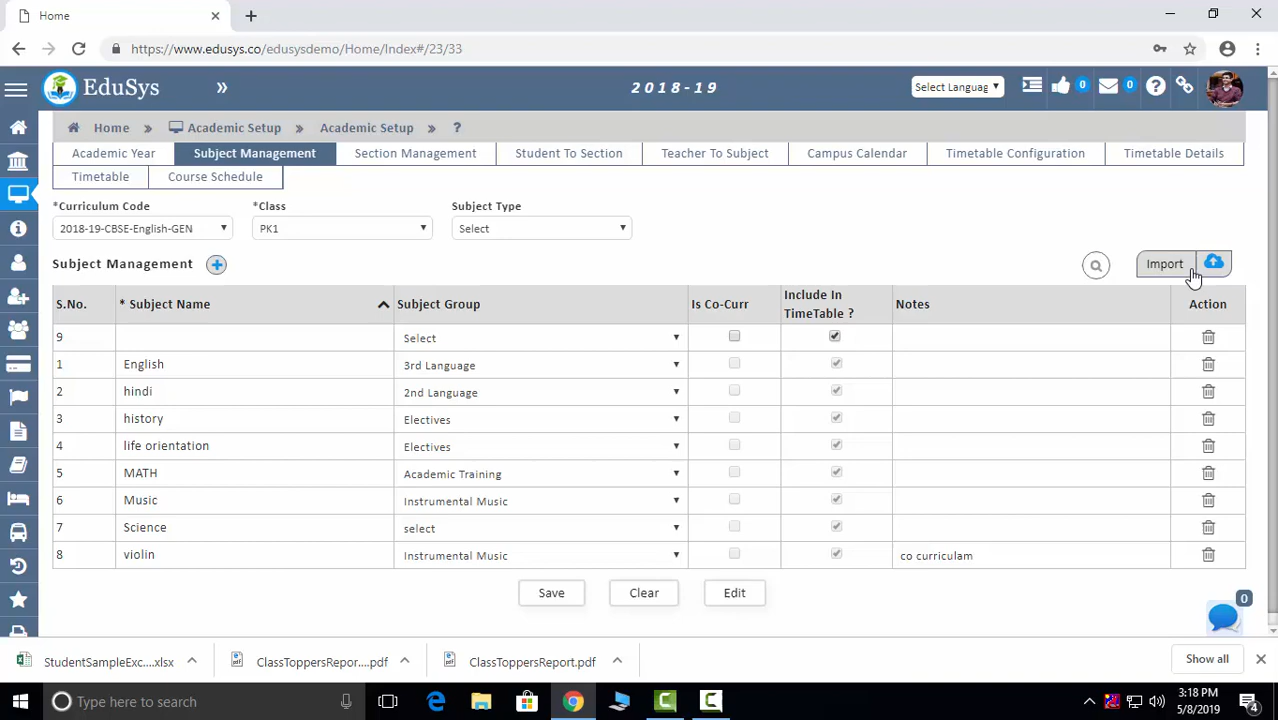 Home
https://www.edusys.co/edusysdemo/Home/Index#/23/33
EduSys » 2018-19 Select Languag 0 0
Home » Academic Setup » Academic Setup » ?
Academic Year Subject Management Section Management Student To Section Teacher To Subject Campus Calendar Timetable Configuration Timetable Details
Timetable Course Schedule
*Curriculum Code *Class Subject Type
2018-19-CBSE-English-GEN PK1 Select
Subject Management Import
S.No. * Subject Name Subject Group Is Co-Curr Include In TimeTable ? Notes Action
9 Select
1 English 3rd Language
2 hindi 2nd Language
3 history Electives
4 life orientation Electives
5 MATH Academic Training
6 Music Instrumental Music
7 Science select
8 violin Instrumental Music co curriculam
Save Clear Edit
0
StudentSampleExc....xlsx ClassToppersRepor....pdf ClassToppersReport.pdf Show all
Type here to search 3:18 PM
5/8/2019 4